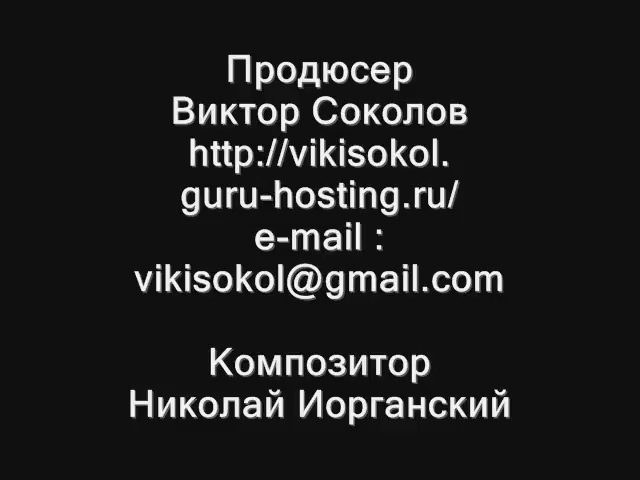 Продюсер
Виктор Соколов
http://vikisokol.
guru-hosting.ru/
e-mail :
vikisokol@gmail.com
Композитор
Николай Иорганский